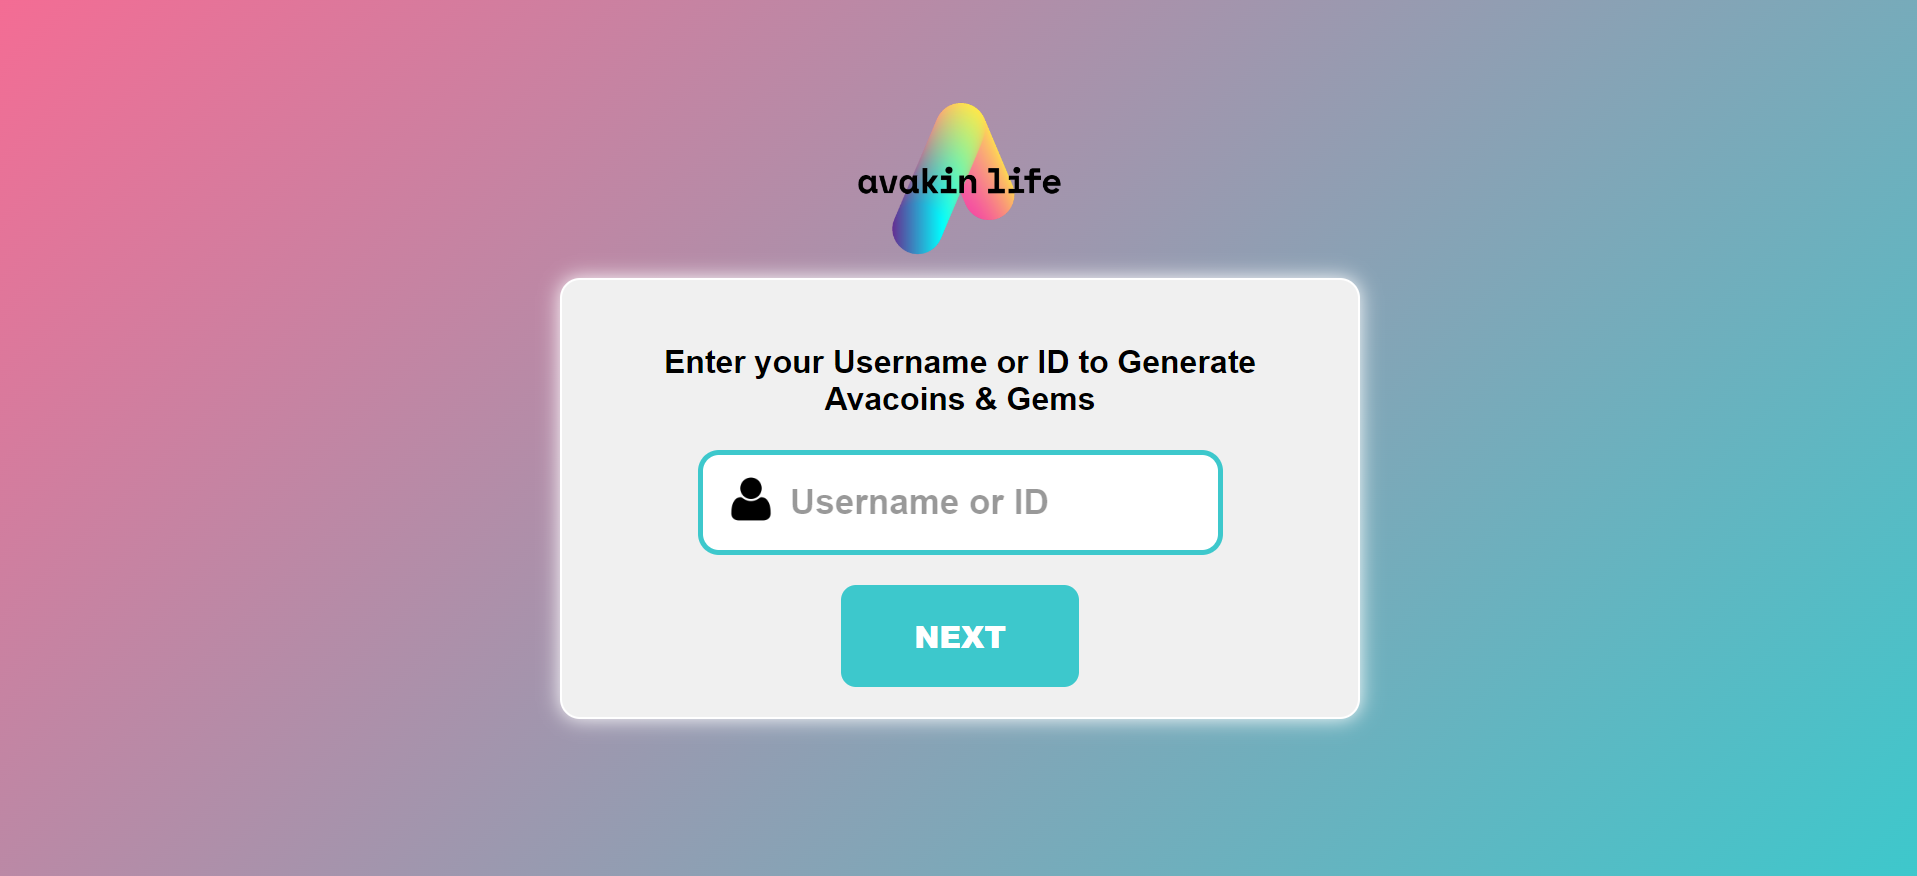 avakin life
Enter your Username or ID to Generate
Avacoins & Gems
Username or ID
NEXT